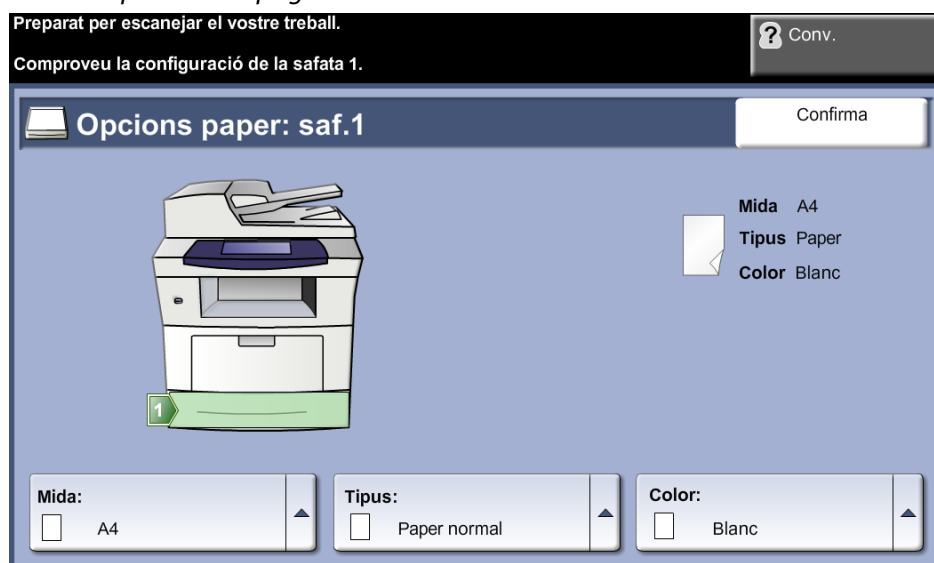 Preparat per escanejar el vostre treball.
? Conv.
Comproveu la configuració de la safata 1.
Opcions paper: saf.1
Confirma
Mida A4
Tipus Paper
Color Blanc
1
Mida:
A4
Tipus:
Paper normal
Color:
Blanc